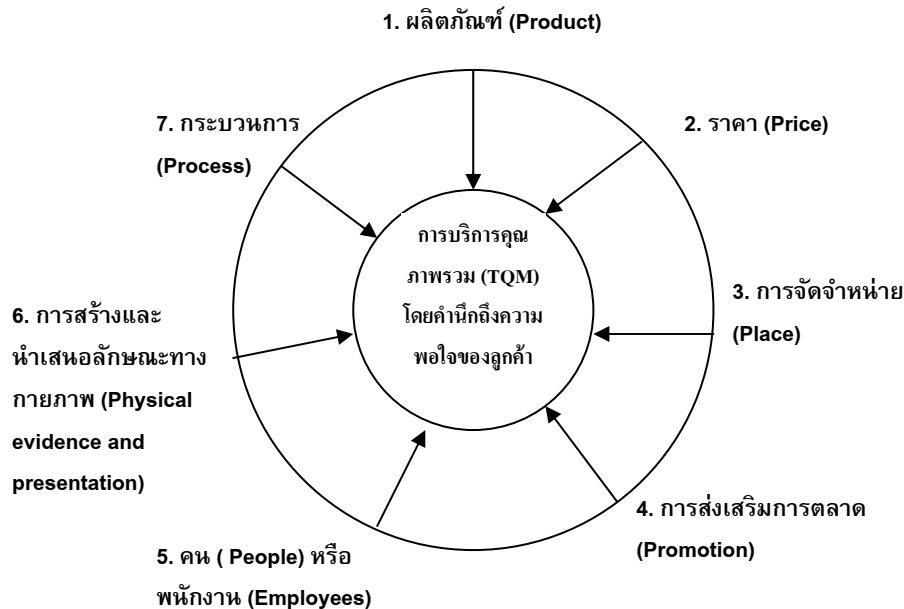 1. ผลิตภัณฑ์ (Product)
2. ราคา (Price)
3. การจัดจำหน่าย
(Place)
4. การส่งเสริมการตลาด
(Promotion)
5. คน ( People) หรือ
พนักงาน (Employees)
6. การสร้างและ
นำเสนอลักษณะทาง
กายภาพ (Physical
evidence and
presentation)
7. กระบวนการ
(Process)
การบริการคุณ
ภาพรวม (TQM)
โดยคำนึกถึงความ
พอใจของลูกค้า